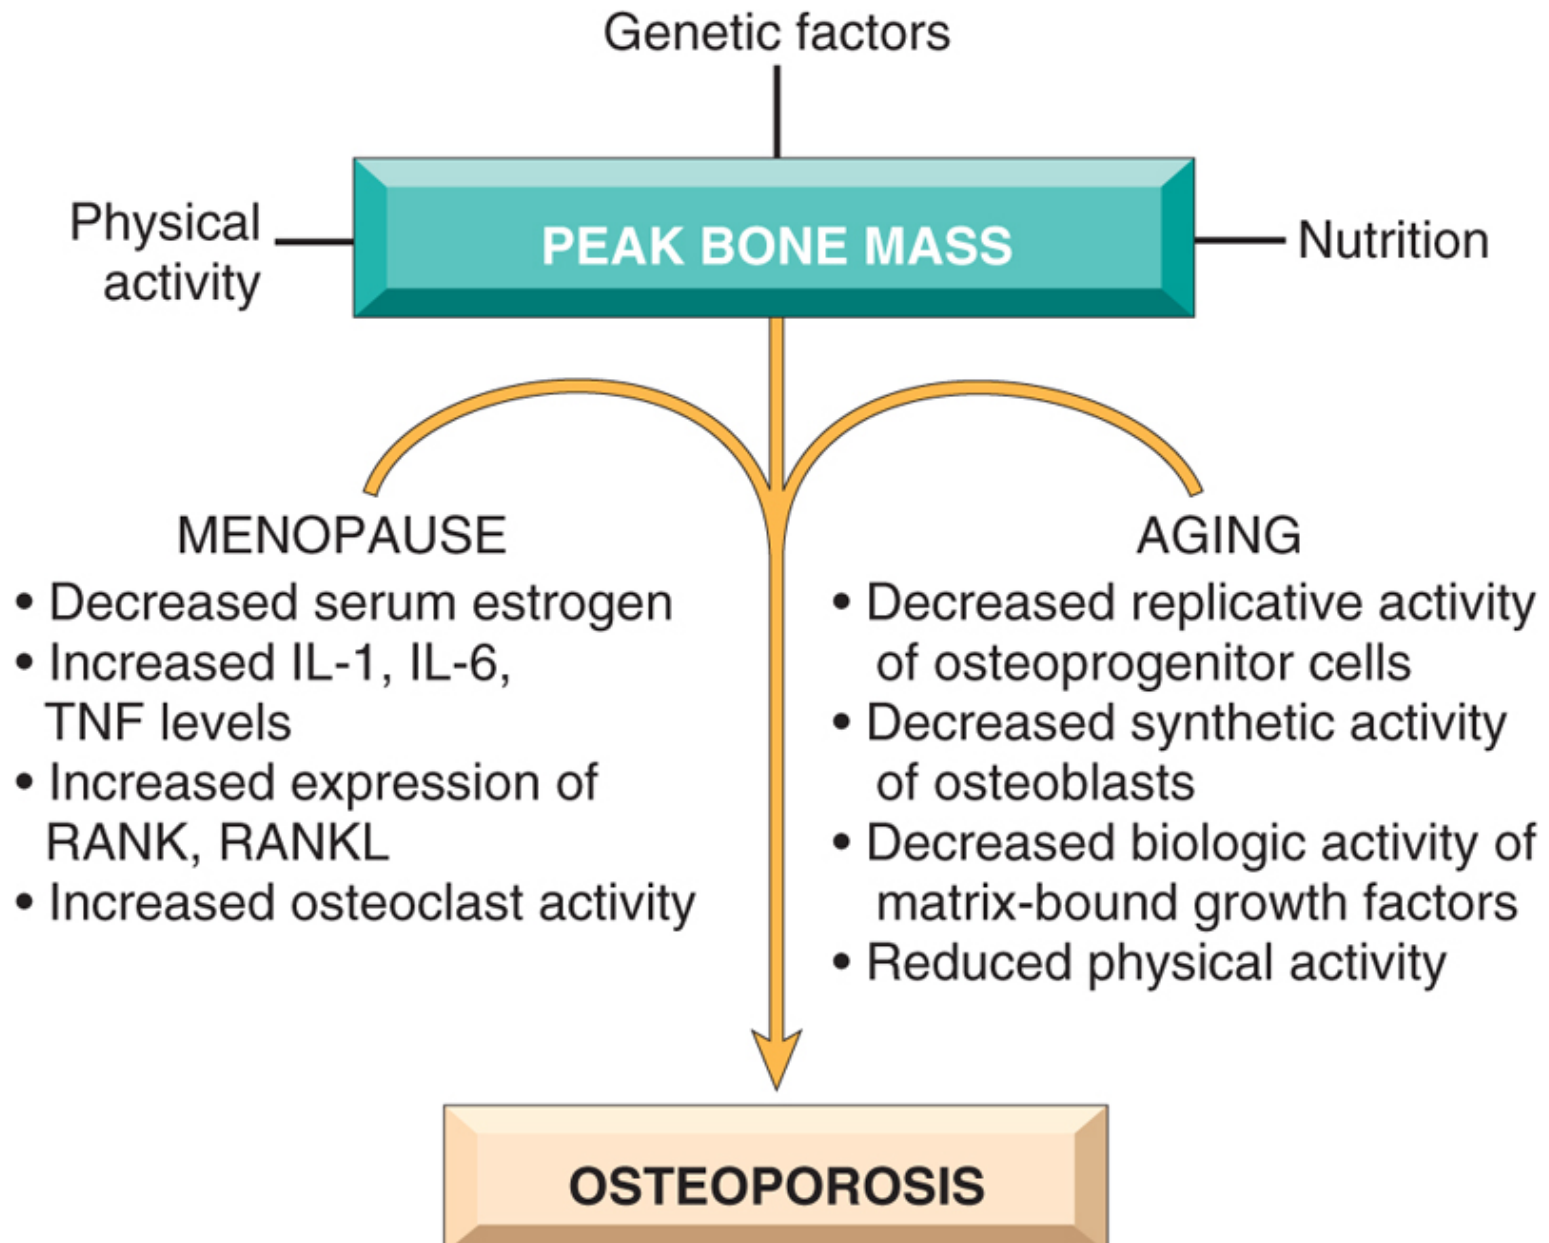 Genetic factors
Physical
activity
PEAK BONE MASS
Nutrition
MENOPAUSE
• Decreased serum estrogen
• Increased IL-1, IL-6,
TNF levels
• Increased expression of
RANK, RANKL
• Increased osteoclast activity
AGING
• Decreased replicative activity
of osteoprogenitor cells
• Decreased synthetic activity
of osteoblasts
• Decreased biologic activity of
matrix-bound growth factors
• Reduced physical activity
OSTEOPOROSIS